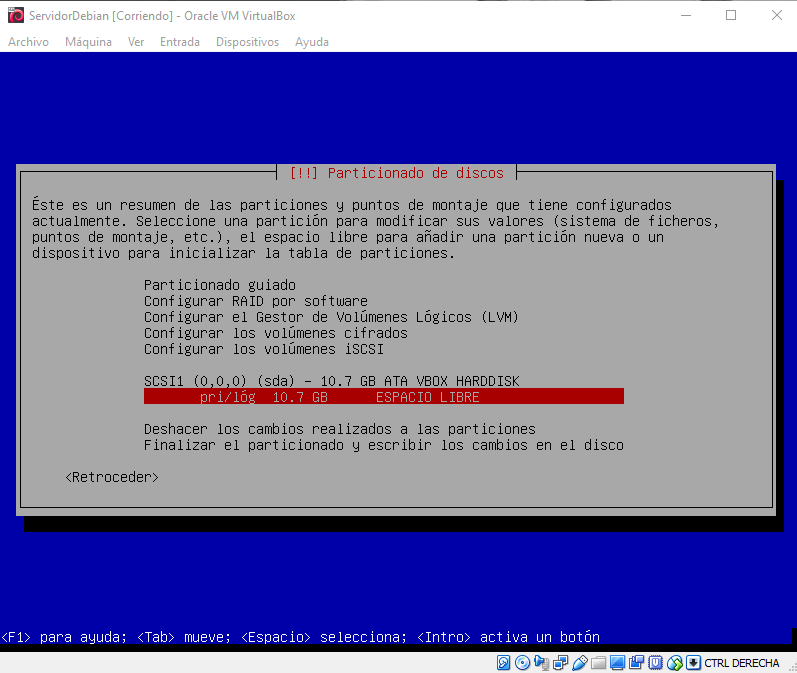 ServidorDebian [Corriendo] - Oracle VM VirtualBox
Archivo Máquina Ver Entrada Dispositivos Ayuda
[!!] Particionado de discos
Éste es un resumen de las particiones y puntos de montaje que tiene configurados
actualmente. Seleccione una partición para modificar sus valores (sistema de ficheros,
puntos de montaje, etc.), el espacio libre para añadir una partición nueva o un
dispositivo para inicializar la tabla de particiones.
Particionado guiado
Configurar RAID por software
Configurar el Gestor de Volúmenes Lógicos (LVM)
Configurar los volúmenes cifrados
Configurar los volúmenes iSCSI
SCSI1 (0,0,0) (sda) - 10.7 GB ATA VBOX HARDDISK
pri/lóg 10.7 GB ESPACIO LIBRE
Deshacer los cambios realizados a las particiones
Finalizar el particionado y escribir los cambios en el disco
<Retroceder>
<F1> para ayuda; <Tab> mueve; <Espacio> selecciona; <Intro> activa un botón
CTRL DERECHA